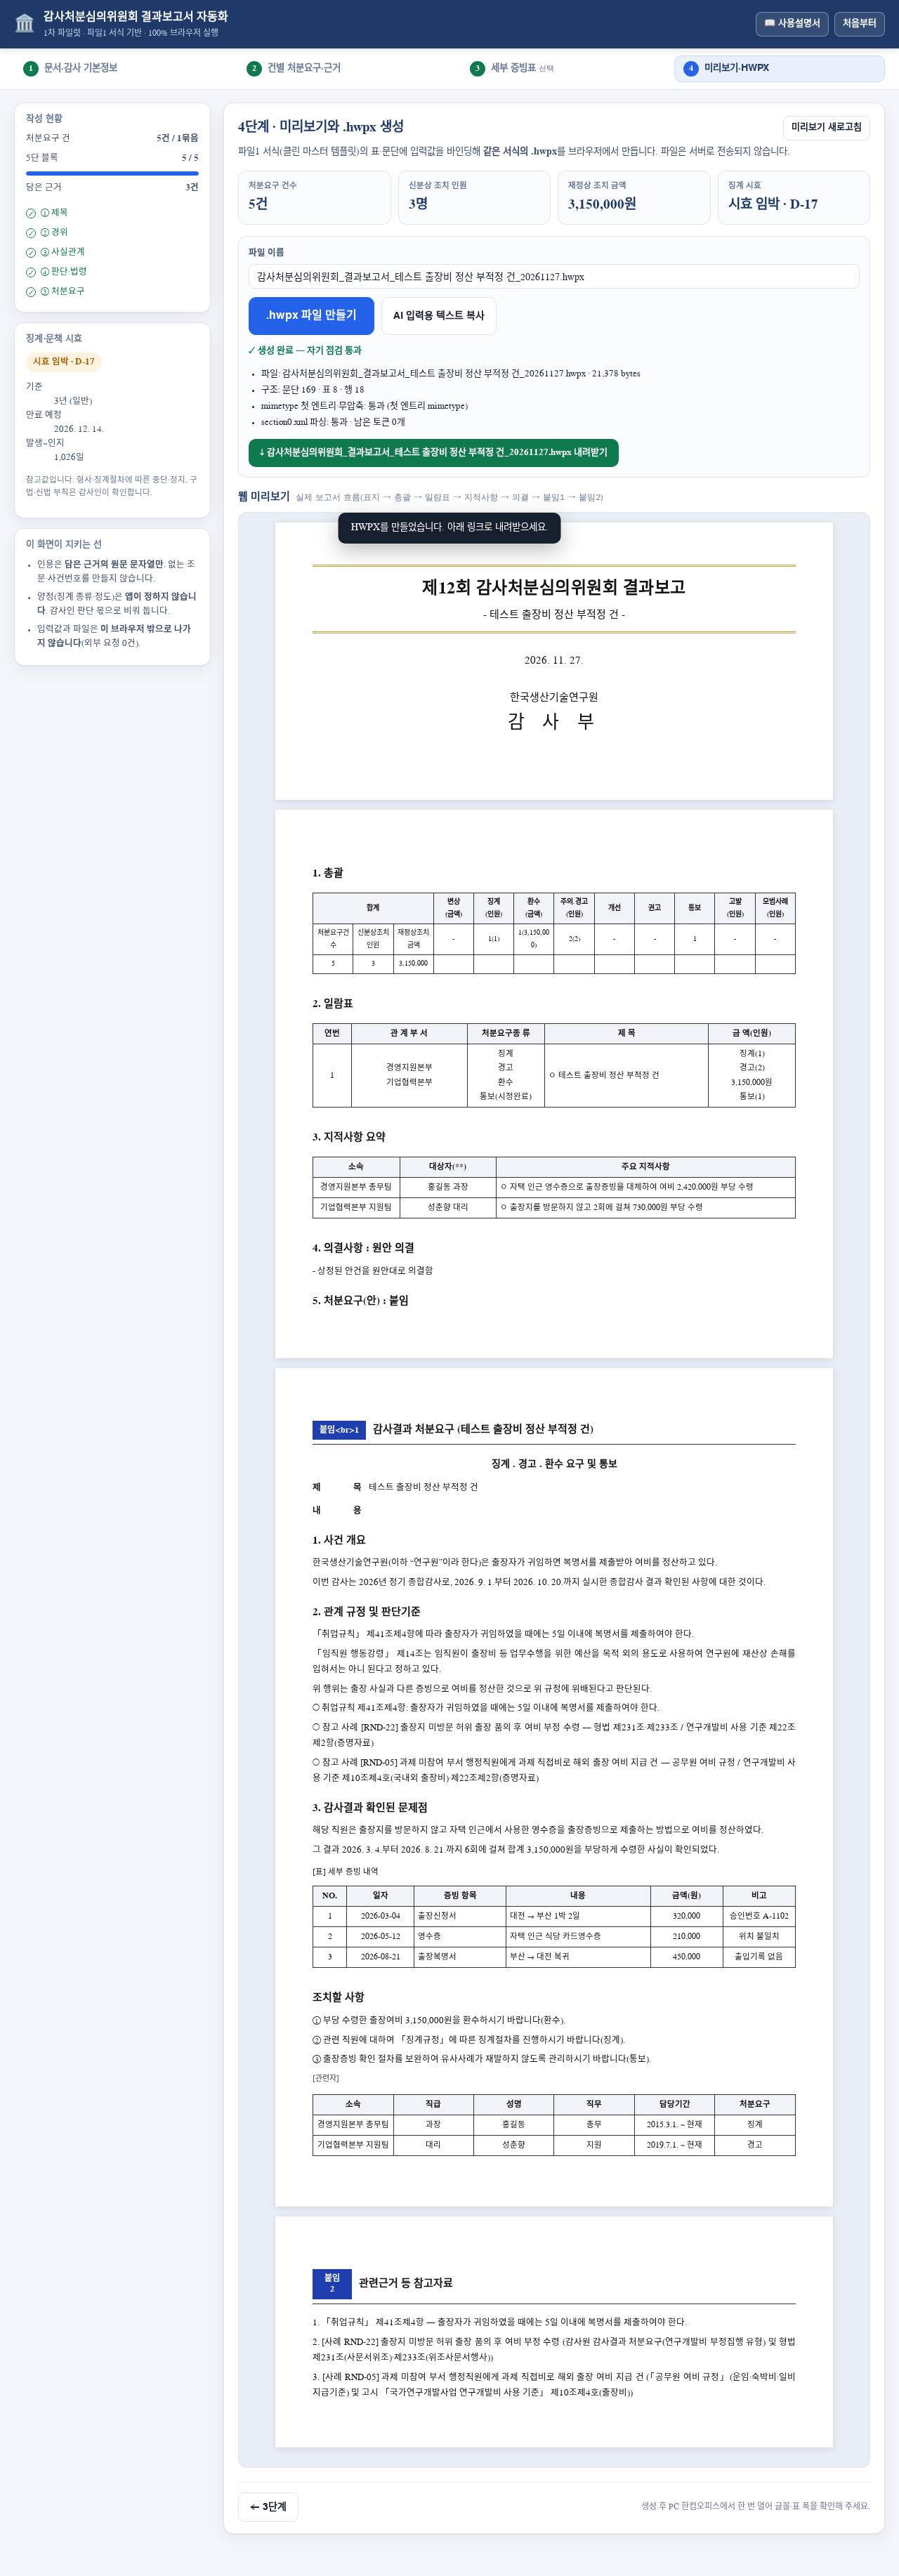 감사처분심의위원회 결과보고서 자동화
1차 파일럿 · 파일1 서식 기반 · 100% 브라우저 실행
📖 사용설명서
처음부터
1 문서·감사 기본정보
2 건별 처분요구·근거
3 세부 증빙표 선택
4 미리보기·HWPX
작성 현황
처분요구 건 5건 / 1묶음
5단 블록 5 / 5
담은 근거 3건
① 제목
② 경위
③ 사실관계
④ 판단·법령
⑤ 처분요구
징계·문책 시효
시효 임박 · D-17
기준
3년 (일반)
만료 예정
2026. 12. 14.
발생~인지
1,026일
참고값입니다. 형사·징계절차에 따른 중단·정지, 구
법·신법 부칙은 감사인이 확인합니다.
이 화면이 지키는 선
• 인용은 담은 근거의 원문 문자열만. 없는 조
문·사건번호를 만들지 않습니다.
• 양정(징계 종류·정도)은 앱이 정하지 않습니
다. 감사인 판단 몫으로 비워 둡니다.
• 입력값과 파일은 이 브라우저 밖으로 나가
지 않습니다(외부 요청 0건).
4단계 · 미리보기와 .hwpx 생성
미리보기 새로고침
파일1 서식(클린 마스터 템플릿)의 표·문단에 입력값을 바인딩해 같은 서식의 .hwpx를 브라우저에서 만듭니다. 파일은 서버로 전송되지 않습니다.
처분요구 건수
5건
신분상 조치 인원
3명
재정상 조치 금액
3,150,000원
징계 시효
시효 임박 · D-17
파일 이름
감사처분심의위원회_결과보고서_테스트 출장비 정산 부적정 건_20261127.hwpx
.hwpx 파일 만들기
AI 입력용 텍스트 복사
✓ 생성 완료 — 자기 점검 통과
• 파일: 감사처분심의위원회_결과보고서_테스트 출장비 정산 부적정 건_20261127.hwpx · 21,378 bytes
• 구조: 문단 169 · 표 8 · 행 18
• mimetype 첫 엔트리·무압축: 통과 (첫 엔트리 mimetype)
• section0.xml 파싱: 통과 · 남은 토큰 0개
↓ 감사처분심의위원회_결과보고서_테스트 출장비 정산 부적정 건_20261127.hwpx 내려받기
웹 미리보기 실제 보고서 흐름(표지 → 총괄 → 일람표 → 지적사항 → 의결 → 붙임1 → 붙임2)
HWPX를 만들었습니다. 아래 링크로 내려받으세요.
제12회 감사처분심의위원회 결과보고
- 테스트 출장비 정산 부적정 건 -
2026. 11. 27.
한국생산기술연구원
감 사 부
1. 총괄
합계 변상 (금액) 징계 (인원) 환수 (금액) 주의.경고 (인원) 개선 권고 통보 고발 (인원) 모범사례 (인원)
처분요구건수 신분상조치 인원 재정상조치 금액 - 1(1) 1(3,150,000) 2(2) - - 1 - -
5 3 3,150,000
2. 일람표
연번 관 계 부 서 처분요구종 류 제 목 금 액(인원)
1 경영지원본부 기업협력본부 징계 경고 환수 통보(시정완료) ㅇ 테스트 출장비 정산 부적정 건 징계(1) 경고(2) 3,150,000원 통보(1)
3. 지적사항 요약
소속 대상자(**) 주요 지적사항
경영지원본부 총무팀 홍길동 과장 ㅇ 자택 인근 영수증으로 출장증빙을 대체하여 여비 2,420,000원 부당 수령
기업협력본부 지원팀 성춘향 대리 ㅇ 출장지를 방문하지 않고 2회에 걸쳐 730,000원 부당 수령
4. 의결사항 : 원안 의결
- 상정된 안건을 원안대로 의결함
5. 처분요구(안) : 붙임
붙임<br>1 감사결과 처분요구 (테스트 출장비 정산 부적정 건)
징계 . 경고 . 환수 요구 및 통보
제 목 테스트 출장비 정산 부적정 건
내 용
1. 사건 개요
한국생산기술연구원(이하 “연구원”이라 한다)은 출장자가 귀임하면 복명서를 제출받아 여비를 정산하고 있다.
이번 감사는 2026년 정기 종합감사로, 2026. 9. 1.부터 2026. 10. 20.까지 실시한 종합감사 결과 확인된 사항에 대한 것이다.
2. 관계 규정 및 판단기준
「취업규칙」 제41조제4항에 따라 출장자가 귀임하였을 때에는 5일 이내에 복명서를 제출하여야 한다.
「임직원 행동강령」 제14조는 임직원이 출장비 등 업무수행을 위한 예산을 목적 외의 용도로 사용하여 연구원에 재산상 손해를
입혀서는 아니 된다고 정하고 있다.
위 행위는 출장 사실과 다른 증빙으로 여비를 정산한 것으로 위 규정에 위배된다고 판단된다.
○ 취업규칙 제41조제4항: 출장자가 귀임하였을 때에는 5일 이내에 복명서를 제출하여야 한다.
○ 참고 사례 [RND-22] 출장지 미방문 허위 출장 품의 후 여비 부정 수령 — 형법 제231조·제233조 / 연구개발비 사용 기준 제22조
제2항(증명자료)
○ 참고 사례 [RND-05] 과제 미참여 부서 행정직원에게 과제 직접비로 해외 출장 여비 지급 건 — 공무원 여비 규정 / 연구개발비 사
용 기준 제10조제4호(국내외 출장비)·제22조제2항(증명자료)
3. 감사결과 확인된 문제점
해당 직원은 출장지를 방문하지 않고 자택 인근에서 사용한 영수증을 출장증빙으로 제출하는 방법으로 여비를 정산하였다.
그 결과 2026. 3. 4.부터 2026. 8. 21.까지 6회에 걸쳐 합계 3,150,000원을 부당하게 수령한 사실이 확인되었다.
[표] 세부 증빙 내역
NO. 일자 증빙 항목 내용 금액(원) 비고
1 2026-03-04 출장신청서 대전 → 부산 1박 2일 320,000 승인번호 A-1102
2 2026-05-12 영수증 자택 인근 식당 카드영수증 210,000 위치 불일치
3 2026-08-21 출장복명서 부산 → 대전 복귀 450,000 출입기록 없음
조치할 사항
① 부당 수령한 출장여비 3,150,000원을 환수하시기 바랍니다(환수).
② 관련 직원에 대하여 「징계규정」에 따른 징계절차를 진행하시기 바랍니다(징계).
③ 출장증빙 확인 절차를 보완하여 유사사례가 재발하지 않도록 관리하시기 바랍니다(통보).
[관련자]
소속 직급 성명 직무 담당기간 처분요구
경영지원본부 총무팀 과장 홍길동 총무 2015.3.1. ~ 현재 징계
기업협력본부 지원팀 대리 성춘향 지원 2019.7.1. ~ 현재 경고
붙임 2 관련근거 등 참고자료
1. 「취업규칙」 제41조제4항 — 출장자가 귀임하였을 때에는 5일 이내에 복명서를 제출하여야 한다.
2. [사례 RND-22] 출장지 미방문 허위 출장 품의 후 여비 부정 수령 (감사원 감사결과 처분요구(연구개발비 부정집행 유형) 및 형법
제231조(사문서위조)·제233조(위조사문서행사))
3. [사례 RND-05] 과제 미참여 부서 행정직원에게 과제 직접비로 해외 출장 여비 지급 건 (「공무원 여비 규정」(운임·숙박비·일비
지급기준) 및 고시 「국가연구개발사업 연구개발비 사용 기준」 제10조제4호(출장비))
← 3단계
생성 후 PC 한컴오피스에서 한 번 열어 글꼴·표 폭을 확인해 주세요.